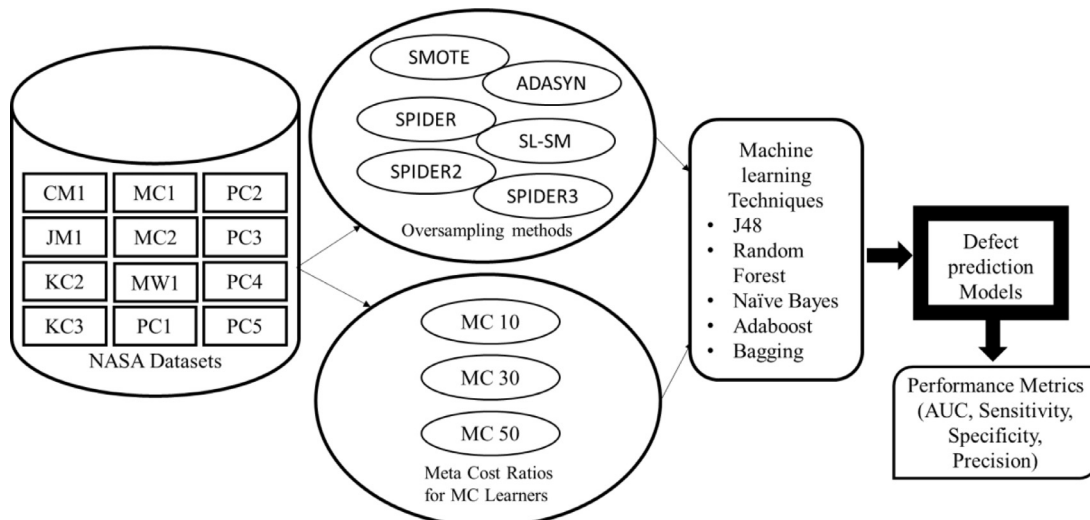 CM1
MC1
PC2
JM1
MC2
PC3
KC2
MW1
PC4
KC3
PC1
PC5
NASA Datasets
SMOTE
ADASYN
SPIDER
SL-SM
SPIDER2
SPIDER3
Oversampling methods
MC 10
MC 30
MC 50
Meta Cost Ratios
for MC Learners
Machine
learning
Techniques
• J48
• Random
Forest
• Naïve Bayes
• Adaboost
• Bagging
Defect
prediction
Models
Performance Metrics
(AUC, Sensitivity,
Specificity,
Precision)